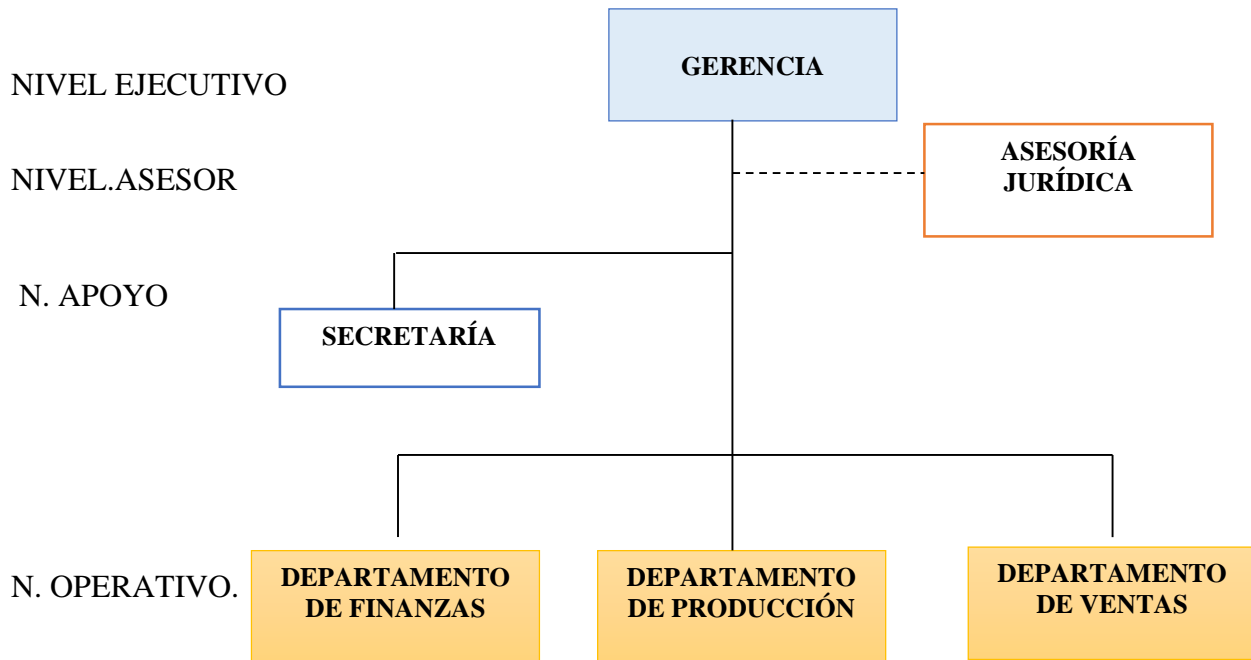 GERENCIA
NIVEL EJECUTIVO
ASESORÍA
JURÍDICA
NIVEL.ASESOR
N. APOYO
SECRETARÍA
N. OPERATIVO.
DEPARTAMENTO
DE FINANZAS
DEPARTAMENTO
DE PRODUCCIÓN
DEPARTAMENTO
DE VENTAS